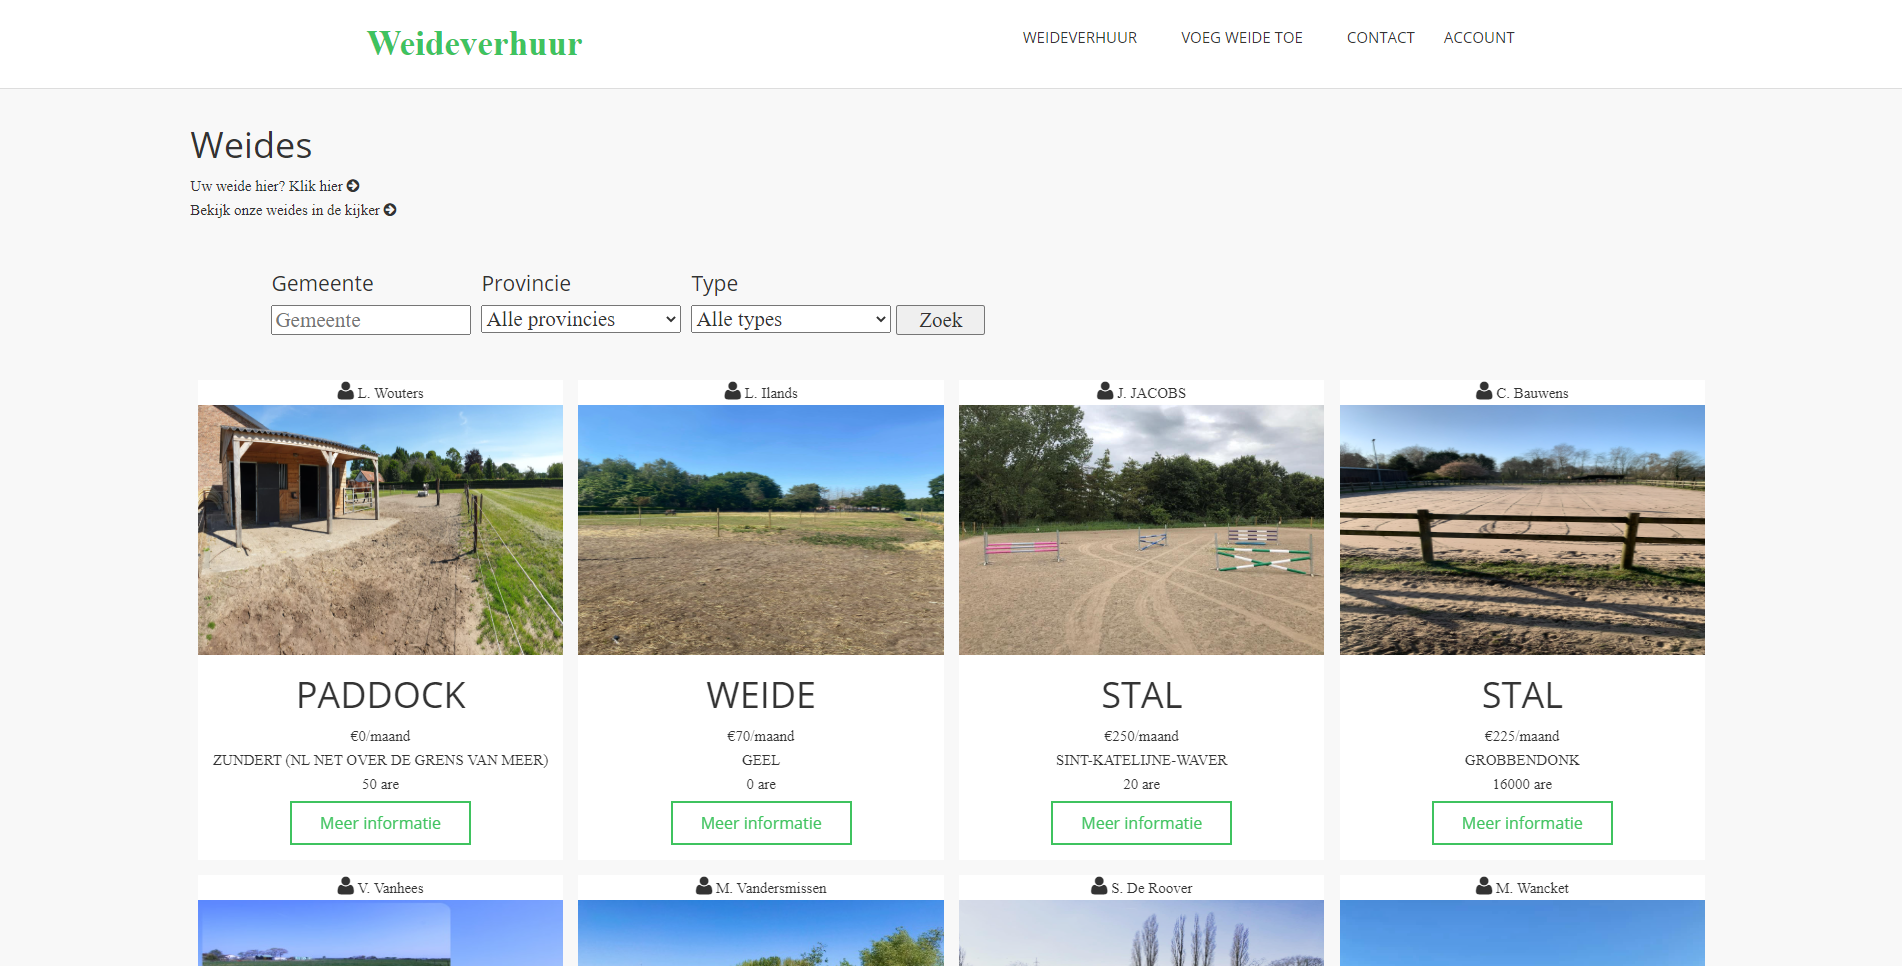 Weideverhuur
WEIDEVERHUUR VOEG WEIDE TOE CONTACT ACCOUNT
Weides
Uw weide hier? Klik hier
Bekijk onze weides in de kijker
Gemeente Provincie Type
Gemeente Alle provincies Alle types Zoek
L. Wouters
PADDOCK
€0/maand
ZUNDERT (NL NET OVER DE GRENS VAN MEER)
50 are
Meer informatie
L. Ilands
WEIDE
€70/maand
GEEL
0 are
Meer informatie
J. JACOBS
STAL
€250/maand
SINT-KATELIJNE-WAVER
20 are
Meer informatie
C. Bauwens
STAL
€225/maand
GROBBENDONK
16000 are
Meer informatie
V. Vanhees
M. Vandersmissen
S. De Roover
M. Wancket